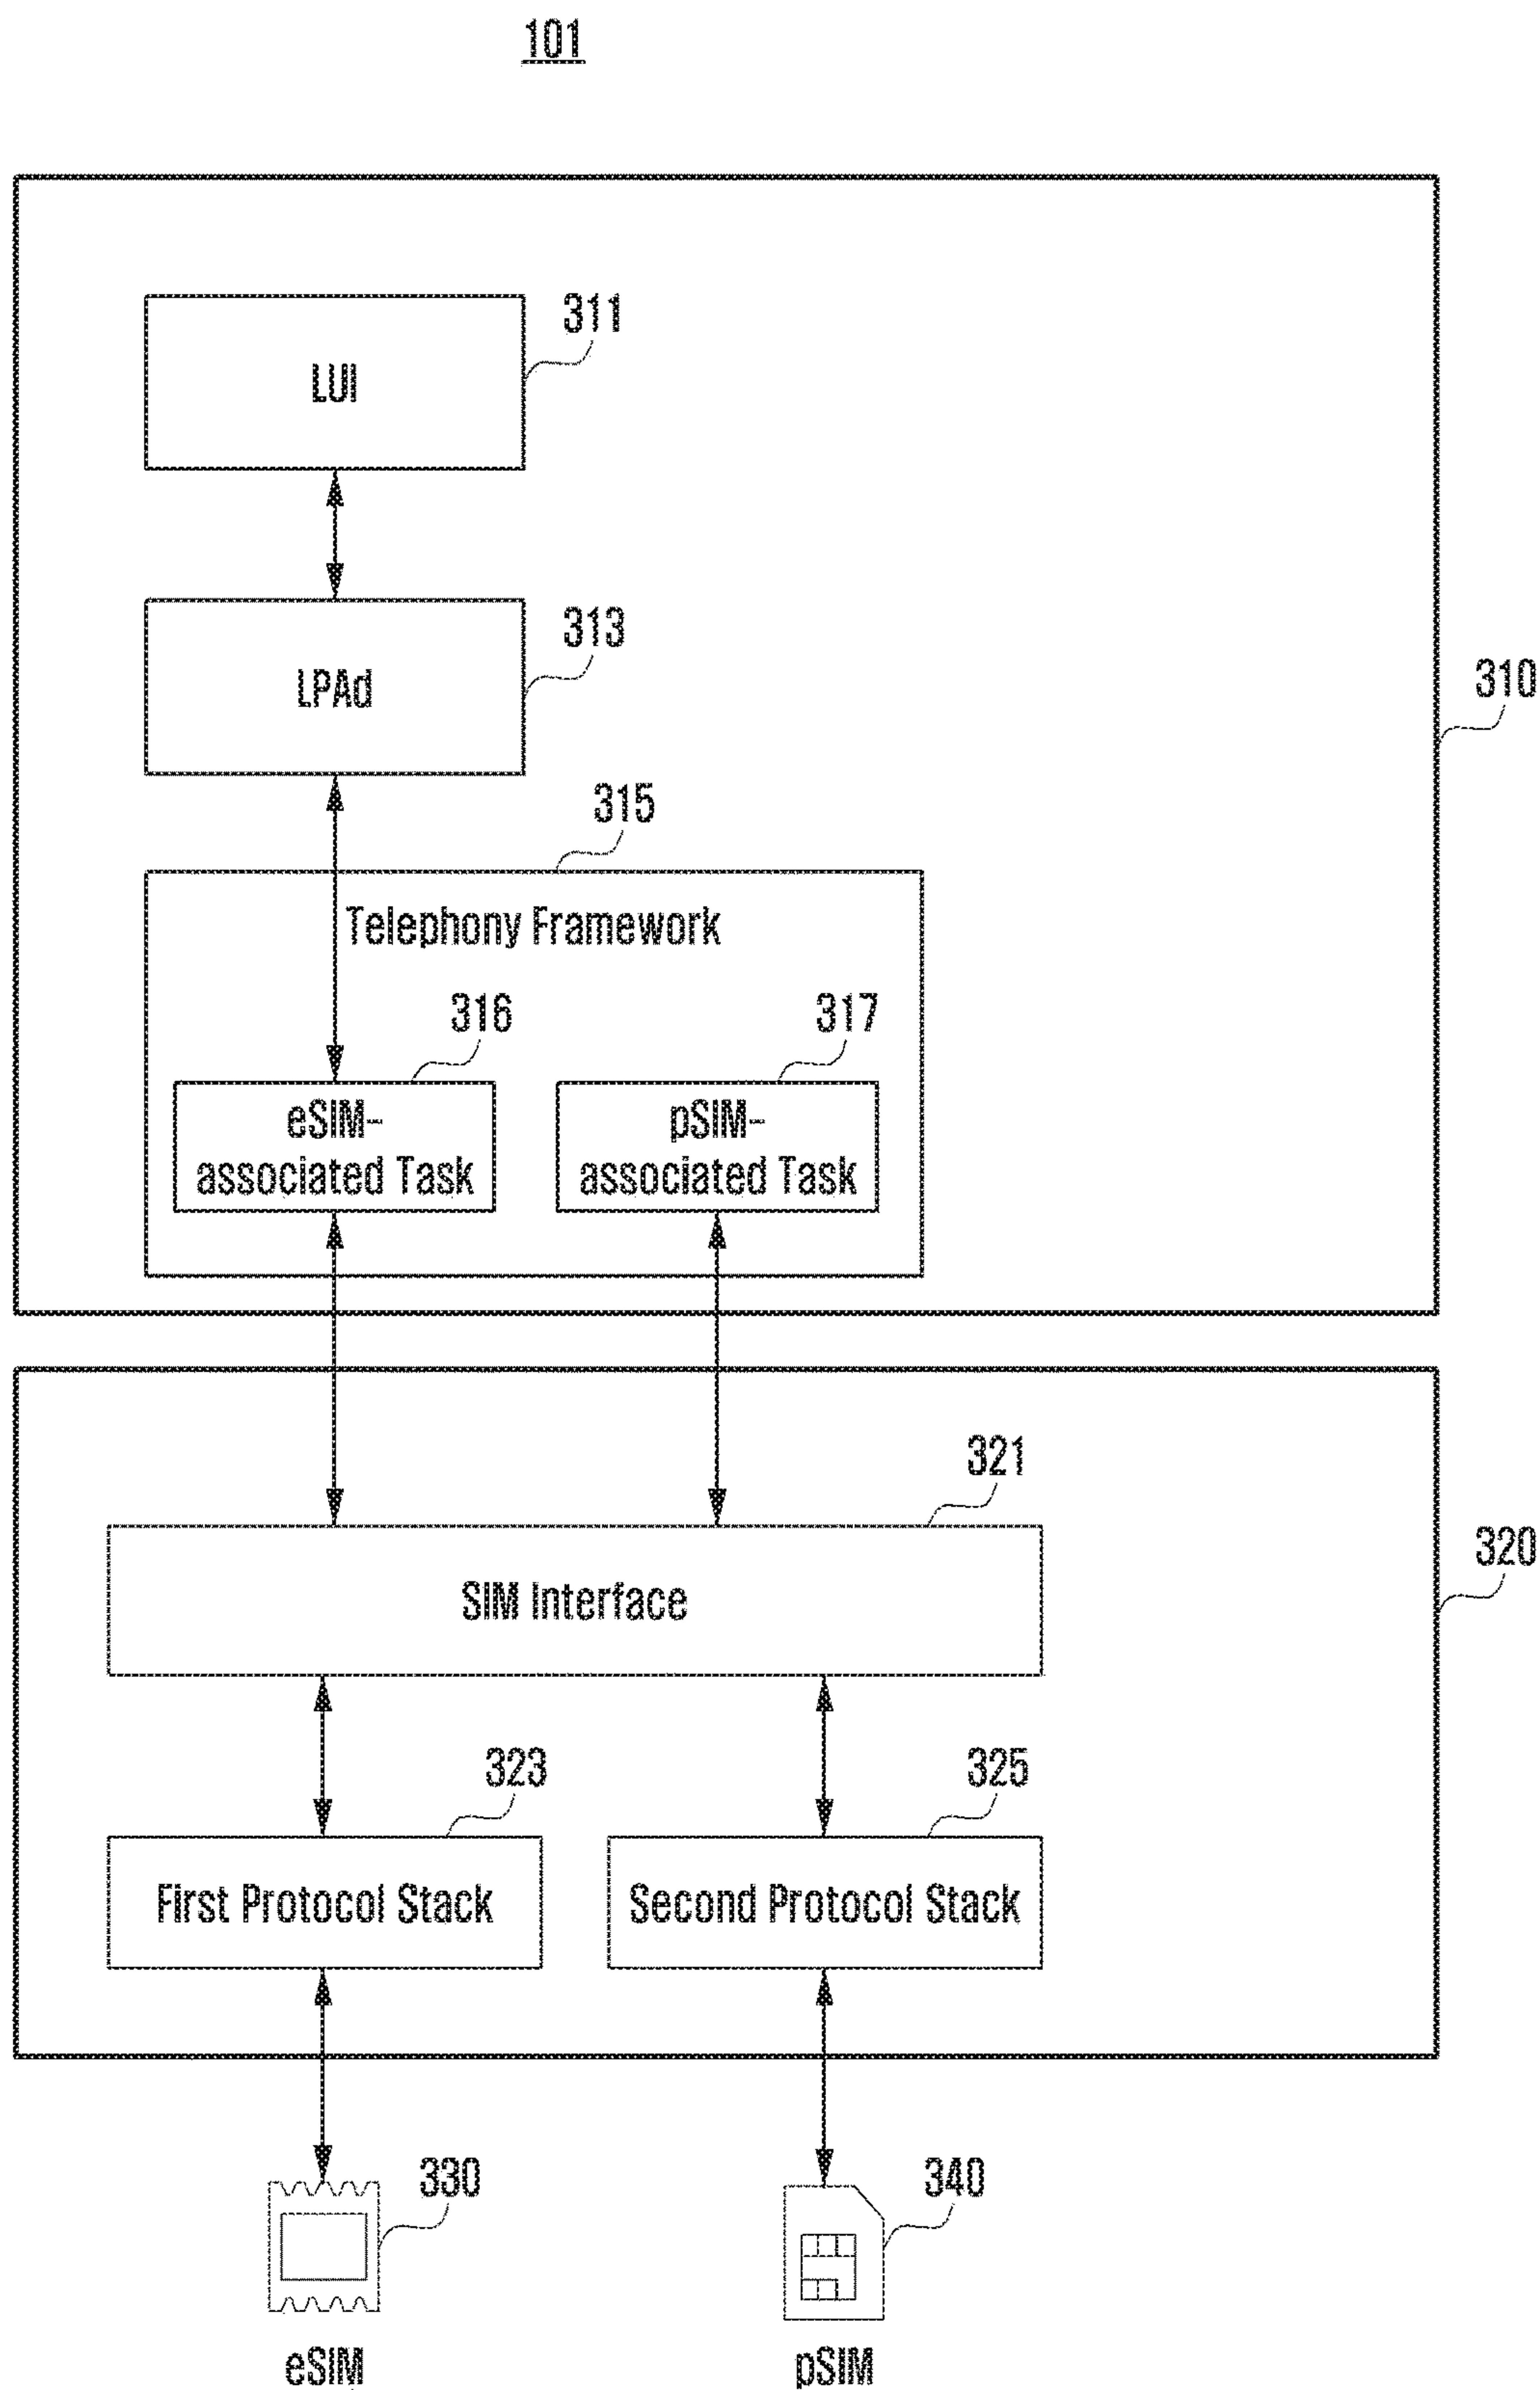 101
311
LUI
313
LPAd
310
315
Telephony Framework
316
317
eSIM-
associated Task
pSIM-
associated Task
321
320
SIM Interface
323
325
First Protocol Stack
Second Protocol Stack
330
340
eSIM
pSIM